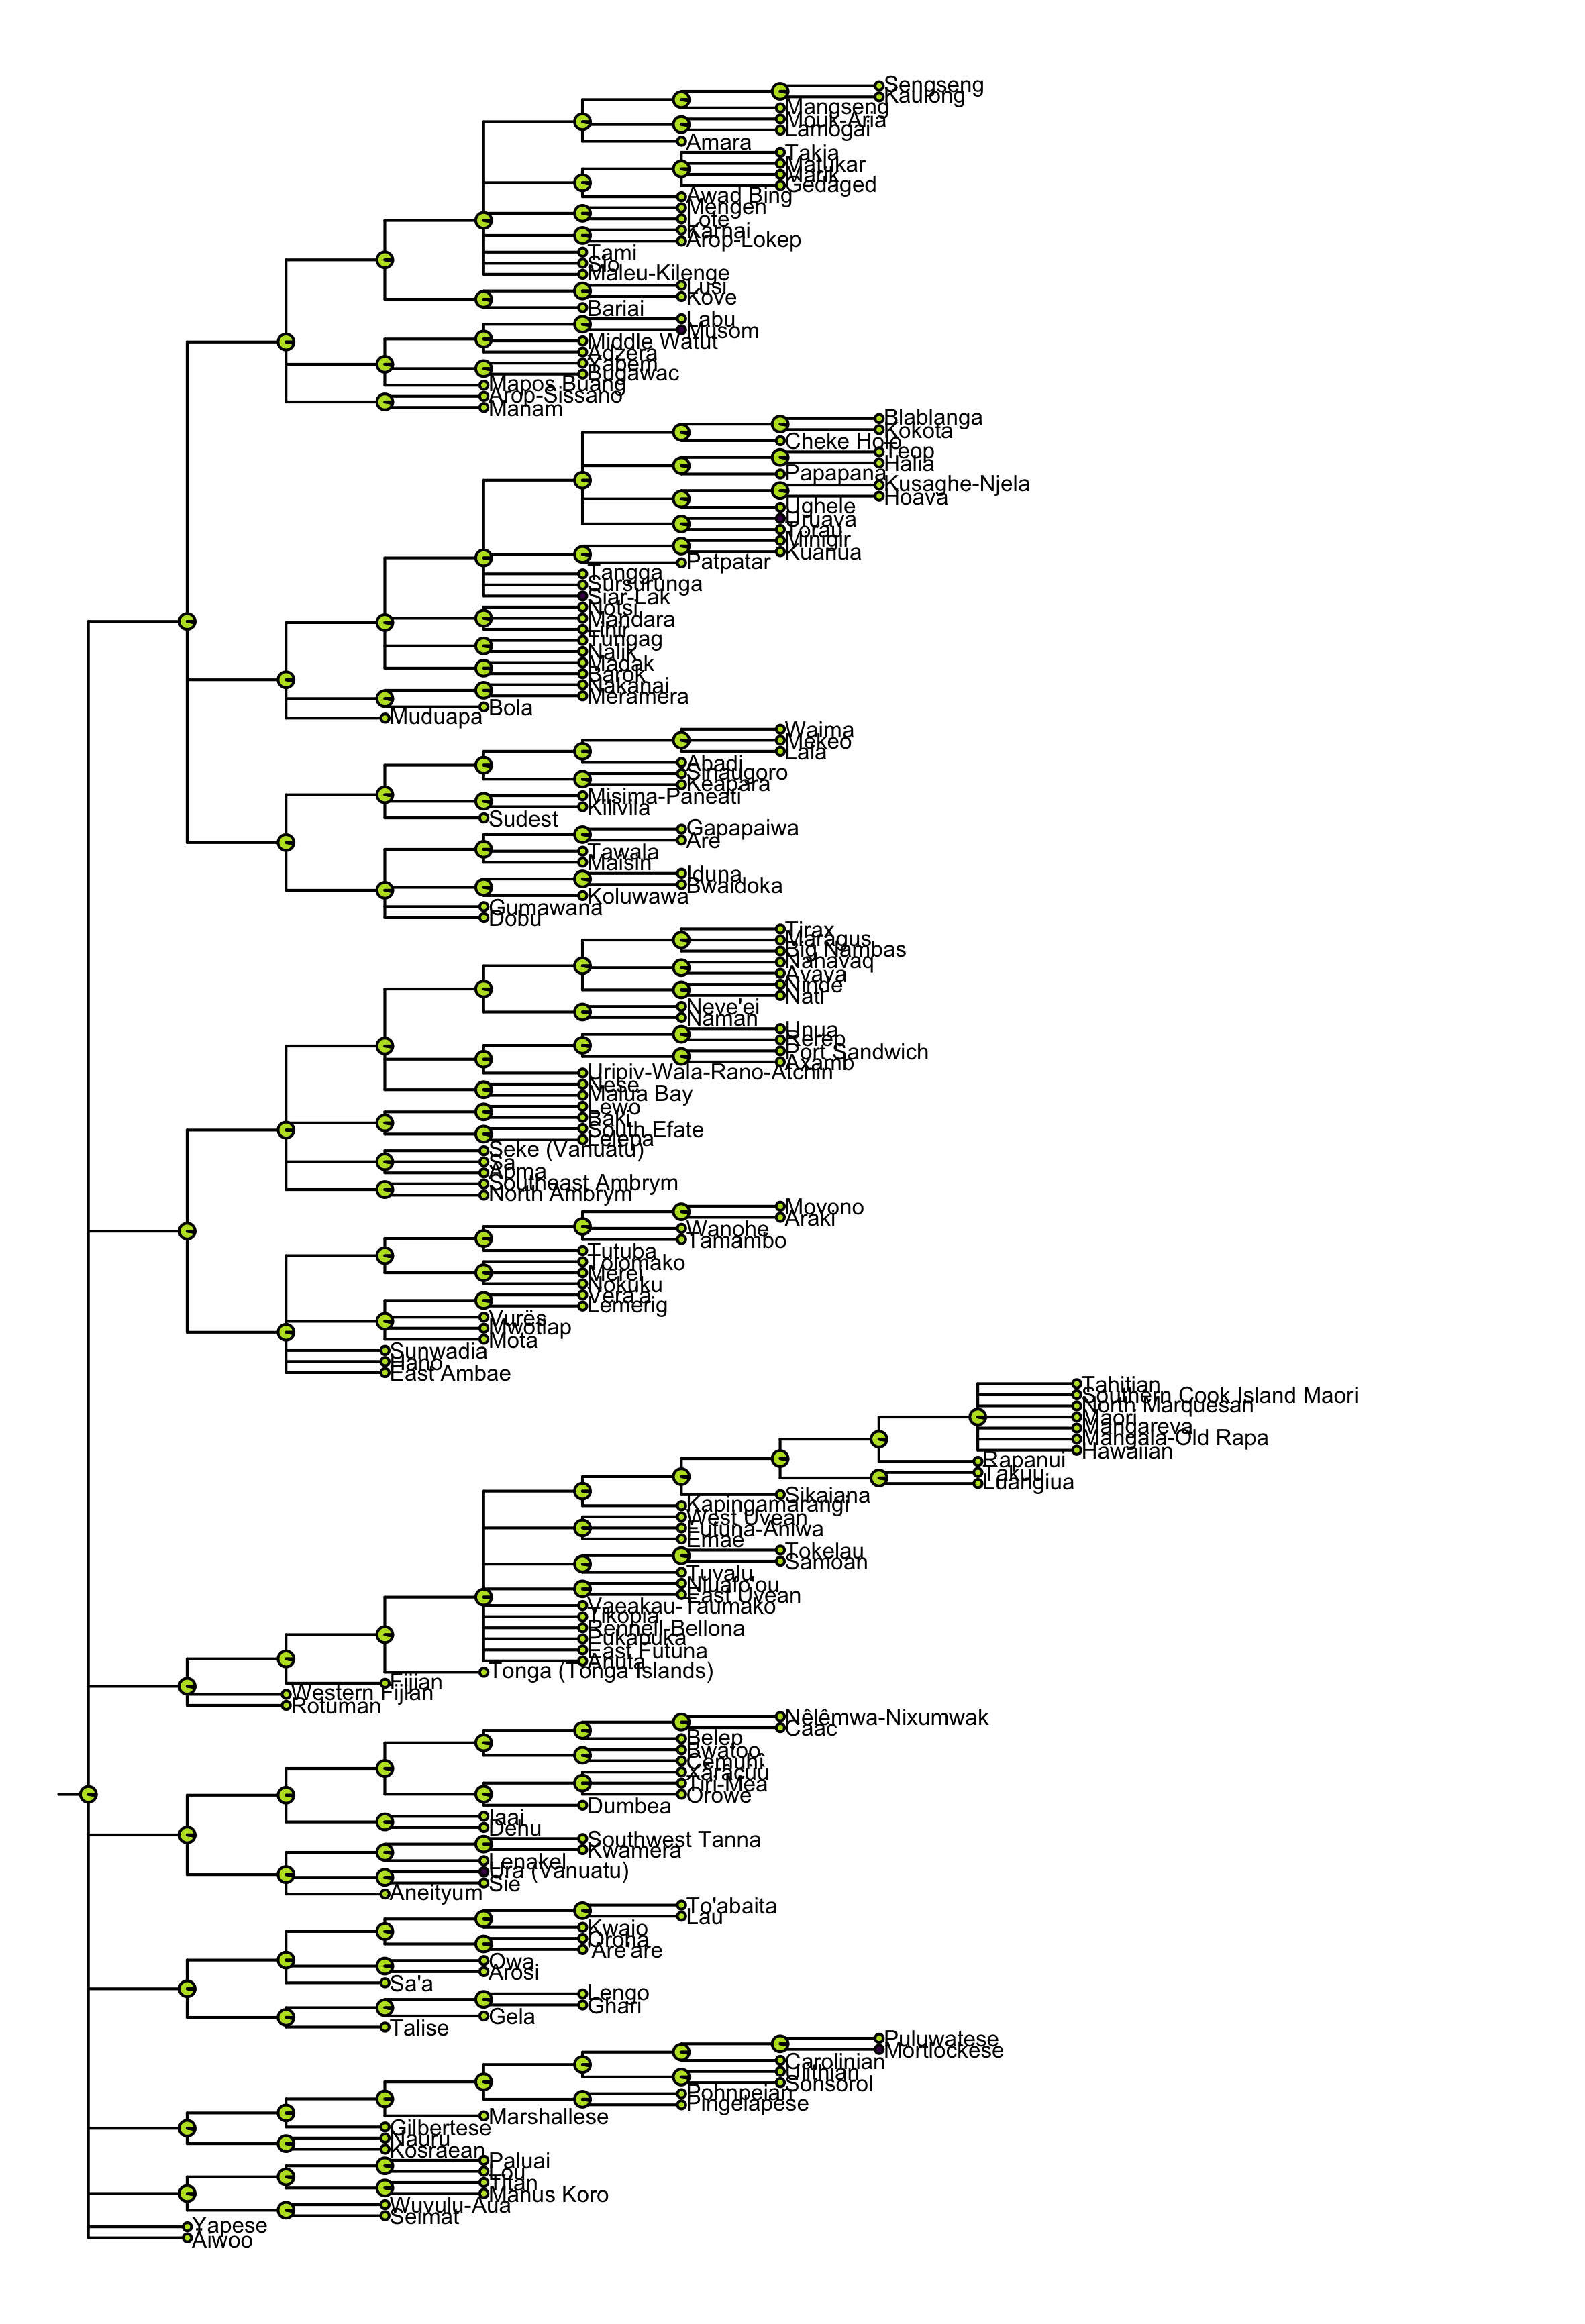 Sengseng
Kaulong
Mangseng
Mouk-Aria
Lamogai
Amara
Takia
Matukar
Marik
Gedaged
Awad Bing
Mengen
Lote
Karnai
Arop-Lokep
Tami
Sio
Maleu-Kilenge
Lusi
Kove
Bariai
Labu
Musom
Middle Watut
Adzera
Yabem
Bugawac
Mapos Buang
Arop-Sissano
Manam
Blablanga
Kokota
Cheke Holo
Teop
Halia
Papapana
Kusaghe-Njela
Hoava
Ughele
Uruava
Torau
Minigir
Kuanua
Patpatar
Tangga
Sursurunga
Siar-Lak
Notsi
Mandara
Lihir
Tungag
Nalik
Madak
Barok
Nakanai
Meramera
Bola
Muduapa
Waima
Mekeo
Lala
Abadi
Sinaugoro
Keapara
Misima-Paneati
Kilivila
Sudest
Gapapaiwa
Are
Tawala
Maisin
Iduna
Bwaidoka
Koluwawa
Gumawana
Dobu
Tirax
Maragus
Big Nambas
Nahavaq
Avava
Ninde
Nati
Neve'ei
Naman
Unua
Rerep
Port Sandwich
Axamb
Uripiv-Wala-Rano-Atchin
Nese
Malua Bay
Lewo
Baki
South Efate
Lelepa
Seke (Vanuatu)
Sa
Apma
Southeast Ambrym
North Ambrym
Movono
Araki
Wanohe
Tamambo
Tutuba
Tolomako
Merei
Nokuku
Vera'a
Lemerig
Vurës
Mwotlap
Mota
Sunwadia
Hano
East Ambae
Tahitian
Southern Cook Island Maori
North Marquesan
Maori
Mangareva
Mangaia-Old Rapa
Hawaiian
Rapanui
Takuu
Luangiua
Sikaiana
Kapingamarangi
West Uvean
Futuna-Aniwa
Emae
Tokelau
Samoan
Tuvalu
Niuafo'ou
East Uvean
Vaeakau-Taumako
Tikopia
Rennell-Bellona
Pukapuka
East Futuna
Anuta
Tonga (Tonga Islands)
Fijian
Western Fijian
Rotuman
Nêlêmwa-Nixumwak
Caac
Belep
Bwatoo
Cemuhî
Xârâcùù
Tiri-Mea
Orowe
Dumbea
Iaai
Dehu
Southwest Tanna
Kwamera
Lenakel
Ura (Vanuatu)
Sie
Aneityum
To'abaita
Lau
Kwaio
Oroha
'Are'are
Owa
Arosi
Sa'a
Lengo
Ghari
Gela
Talise
Puluwatese
Mortlockese
Carolinian
Ulithian
Sonsorol
Pohnpeian
Pingelapese
Marshallese
Gilbertese
Nauru
Kosraean
Paluai
Lou
Titan
Manus Koro
Wuvulu-Aua
Seimat
Yapese
Äiwoo